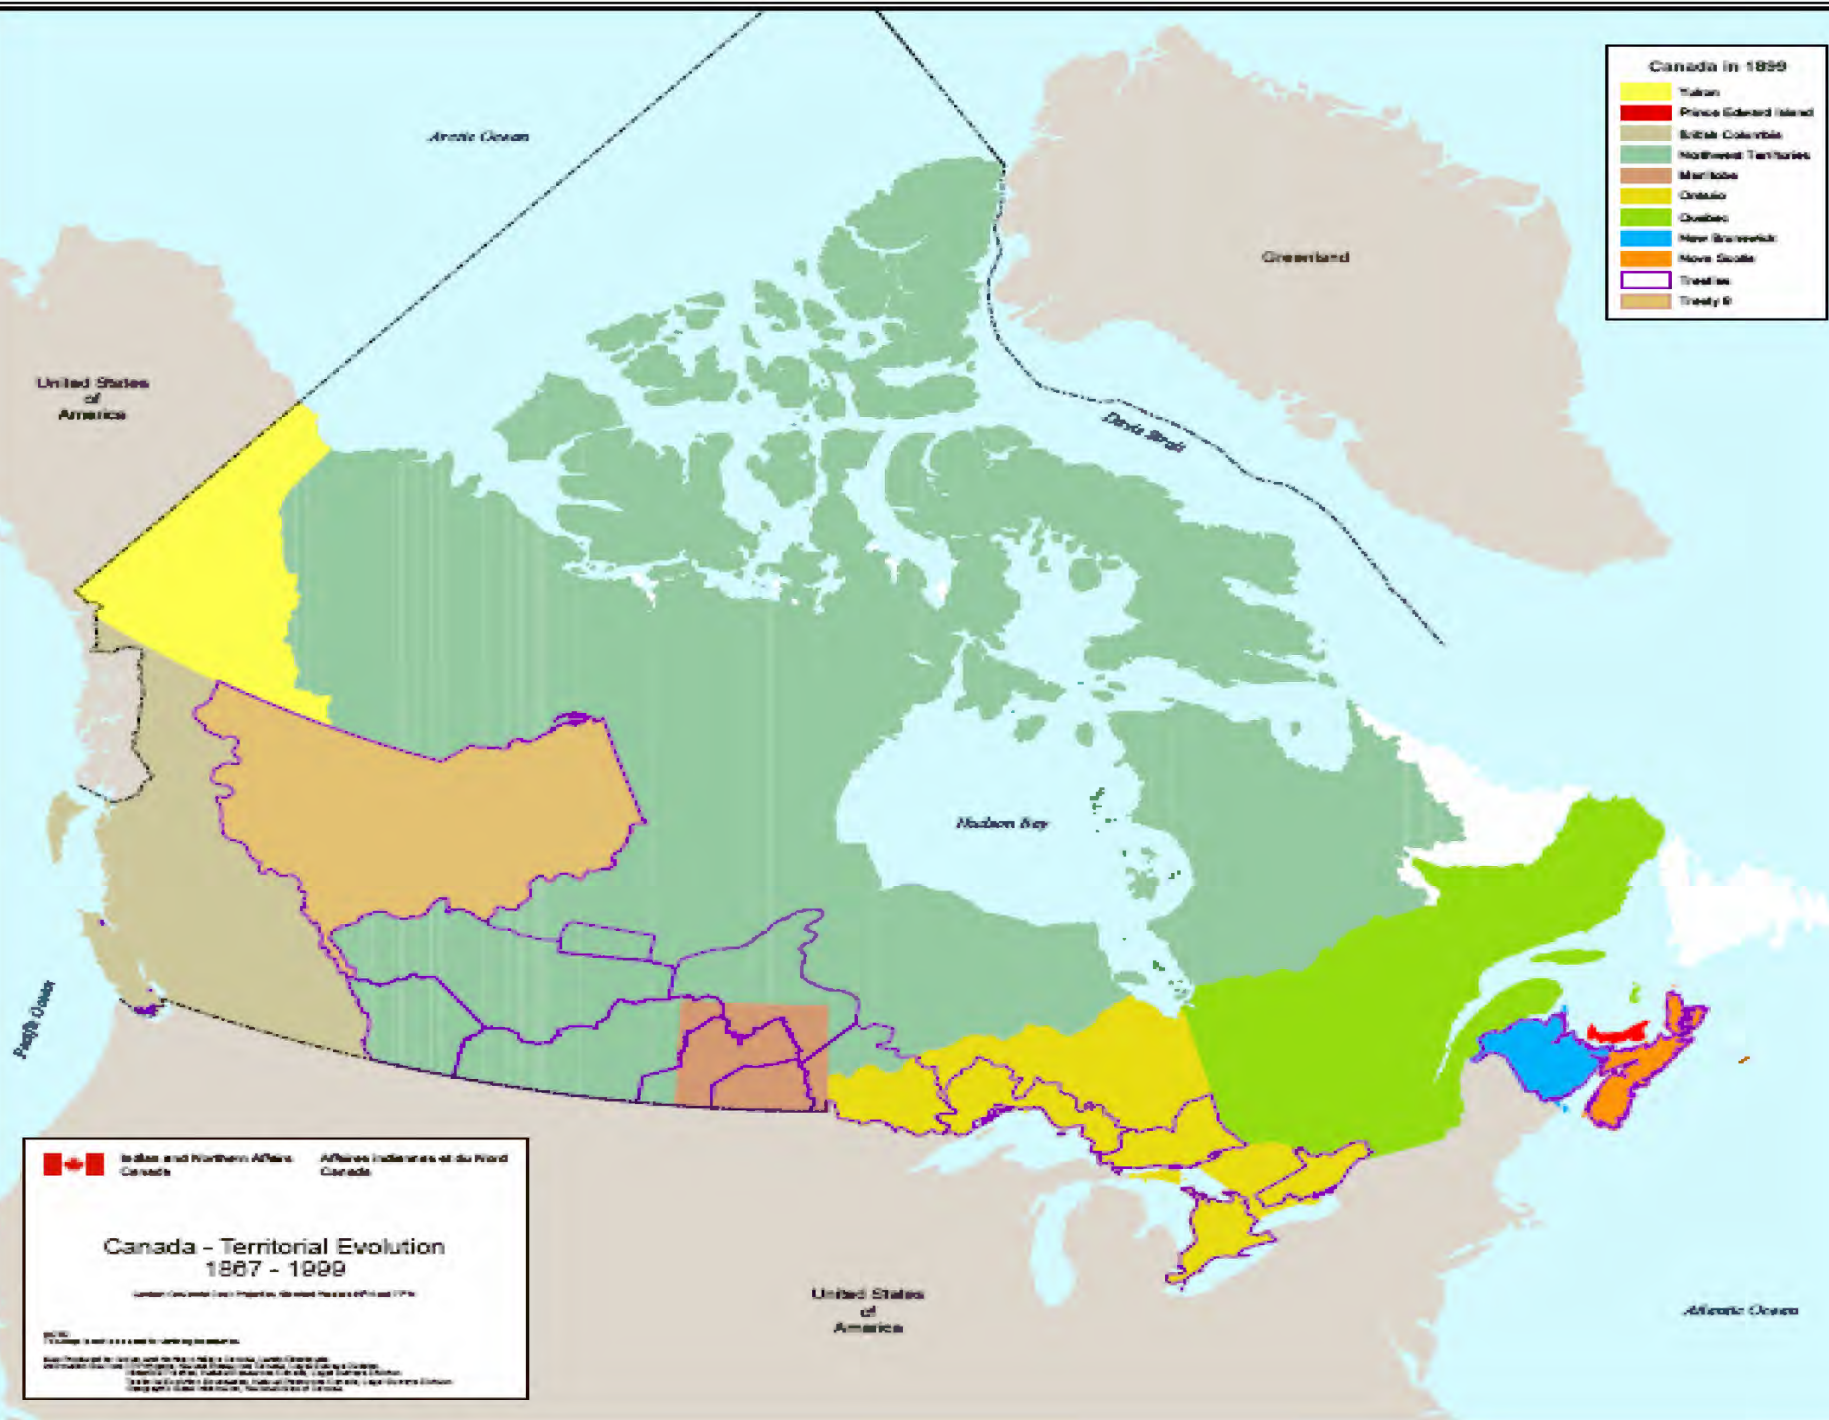 Canada in 1899
Yukon
Prince Edward Island
British Columbia
Northwest Territories
Manitoba
Ontario
Quebec
New Brunswick
Nova Scotia
Treaties
Treaty 8
Arctic Ocean
Greenland
United States
of
America
Davis Strait
Hudson Bay
Pacific Ocean
Indian and Northern Affairs
Canada
Affaires indiennes et du Nord
Canada
Canada - Territorial Evolution
1867 - 1999
United States
of
America
Atlantic Ocean